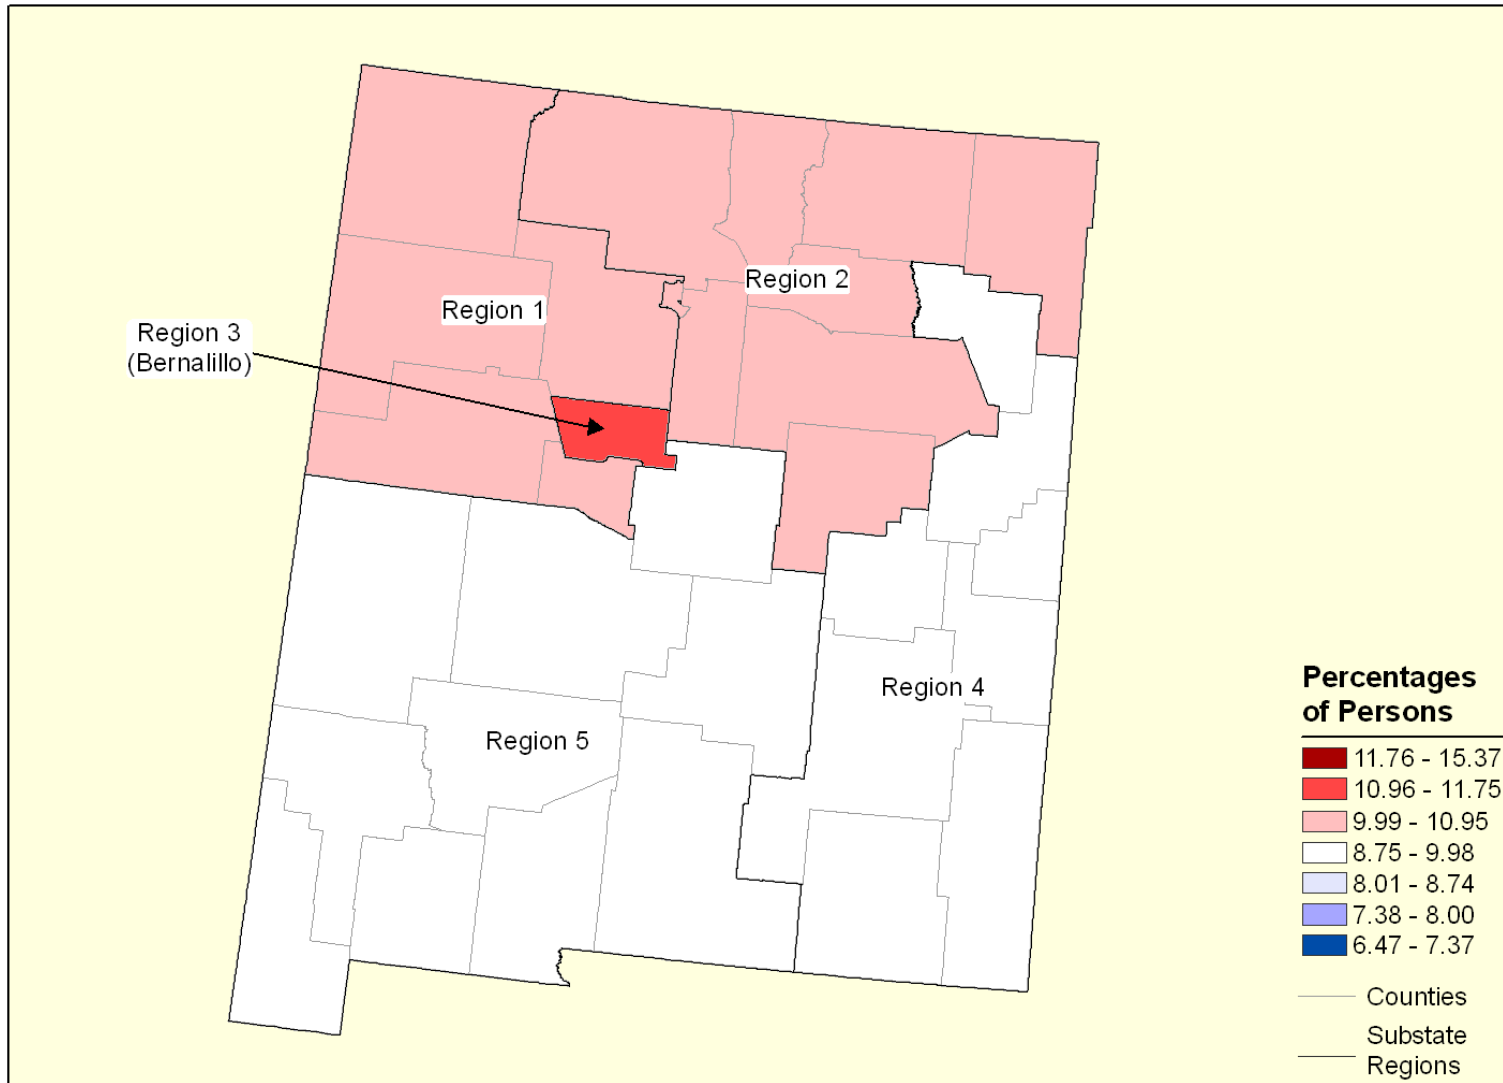 Region 2
Region 1
Region 3
(Bernalillo)
Region 4
Region 5
Percentages
of Persons
11.76 - 15.37
10.96 - 11.75
9.99 - 10.95
8.75 - 9.98
8.01 - 8.74
7.38 - 8.00
6.47 - 7.37
Counties
Substate
Regions